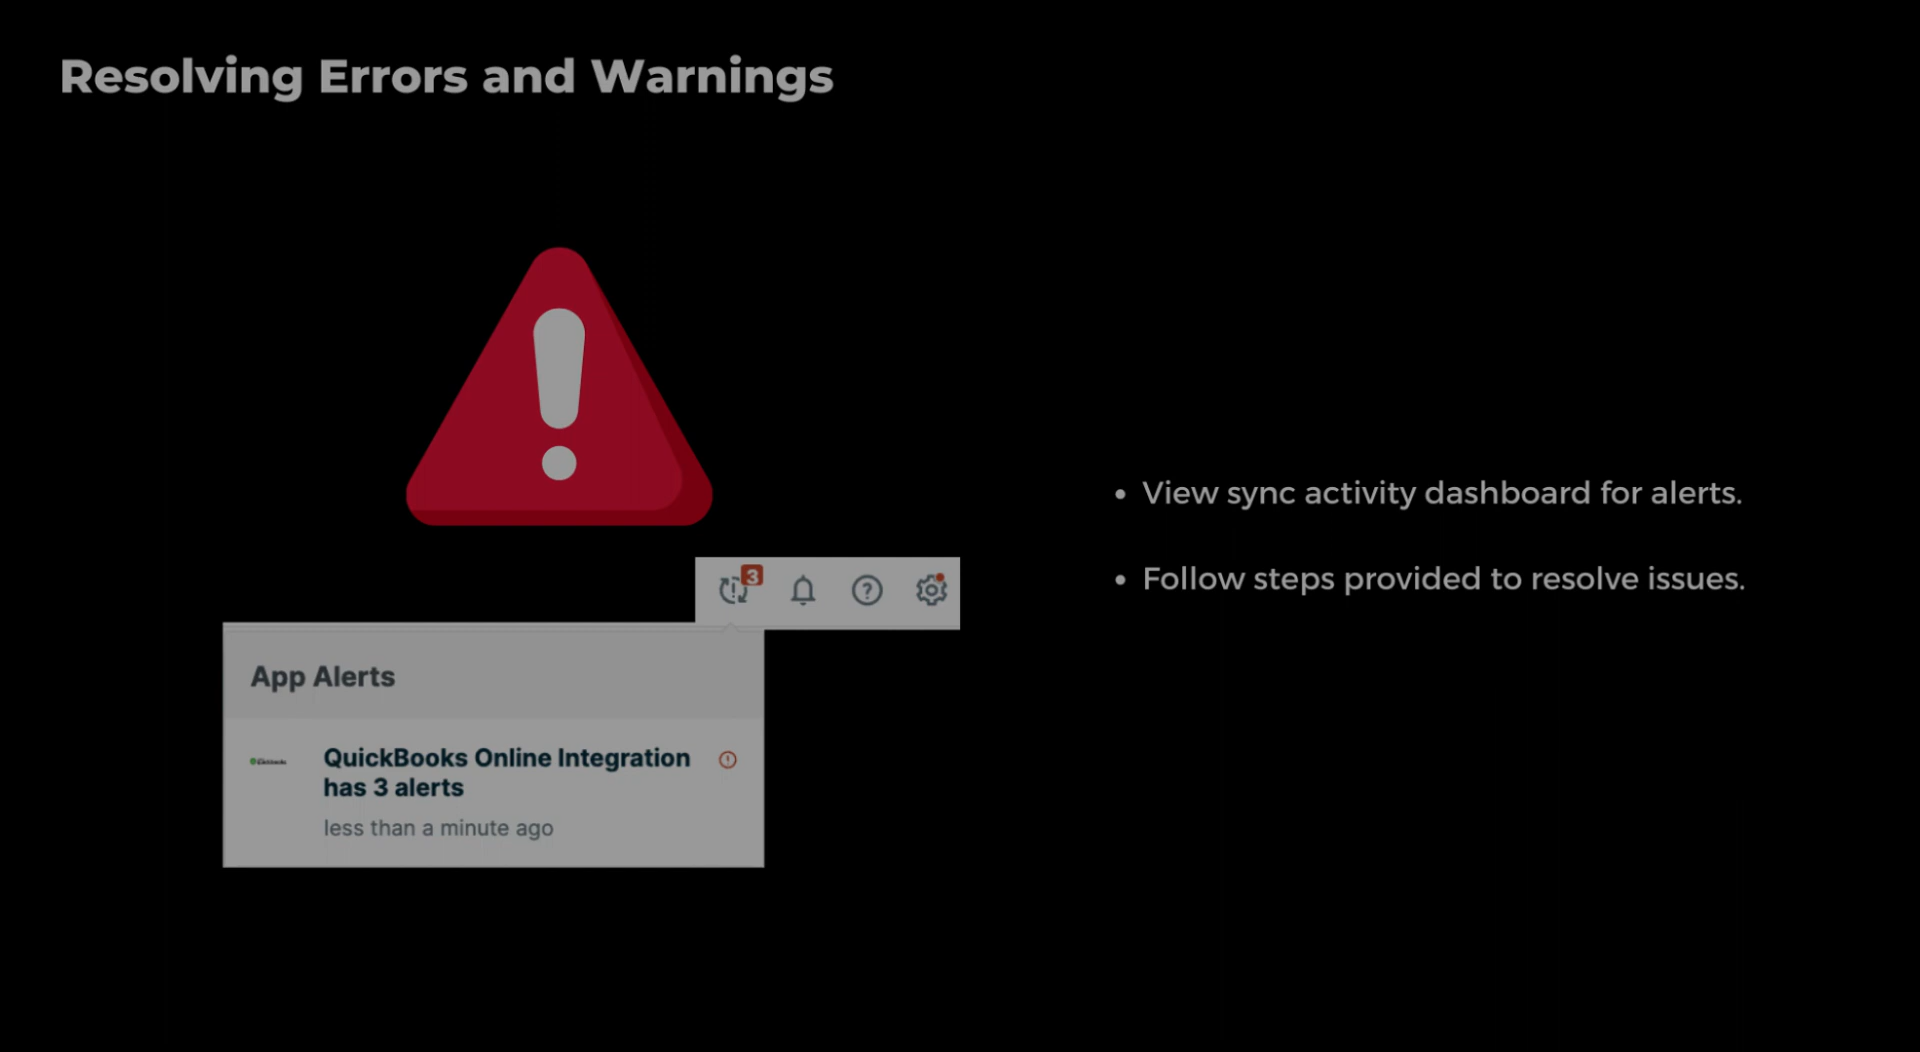 Resolving Errors and Warnings
3
App Alerts
QuickBooks Online Integration
has 3 alerts
less than a minute ago
• View sync activity dashboard for alerts.
• Follow steps provided to resolve issues.